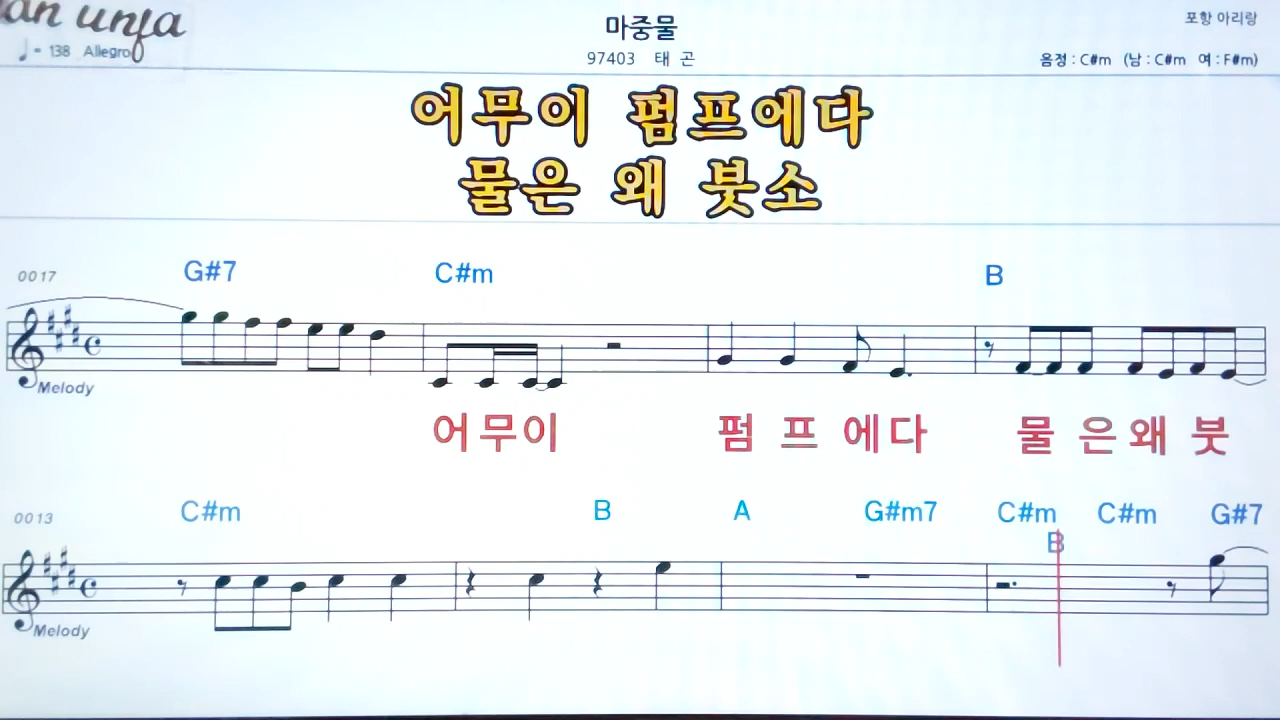 마중물
포항 아리랑
♩= 138 Allegro
97403 태 곤
음정 : C#m (남 : C#m 여 : F#m)
어무이 펌프에다
물은 왜 붓소
0017 G#7 C#m B
Melody
어무이 펌 프 에다 물 은왜 붓
0013 C#m B A G#m7 C#m C#m G#7
B
Melody